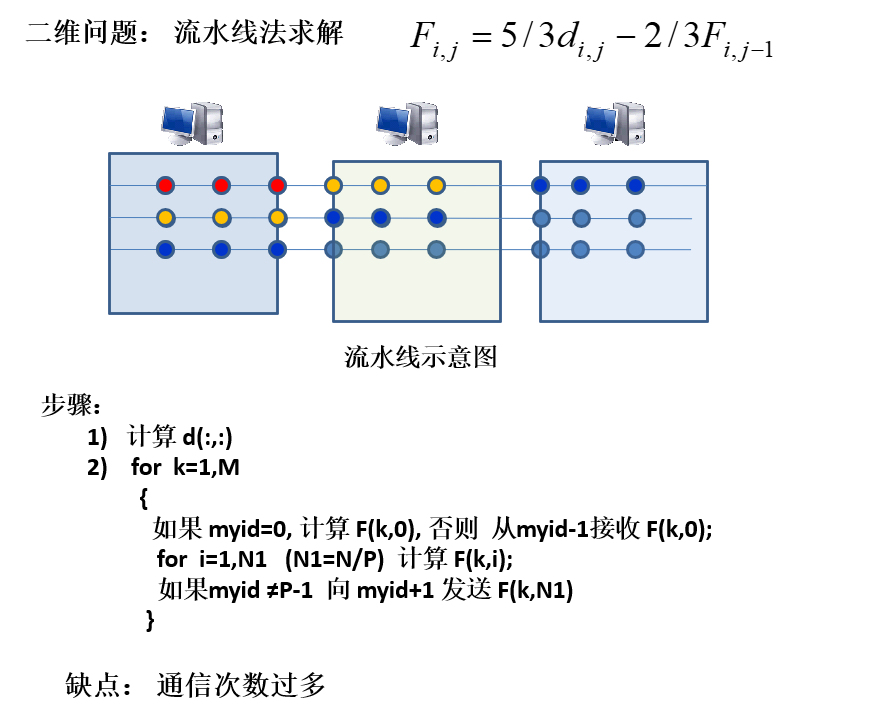 二维问题： 流水线法求解 F_{i,j} = 5/3d_{i,j} − 2/3F_{i,j−1}
流水线示意图
步骤：
1) 计算 d(:,:)
2) for k=1,M
{
如果 myid=0, 计算 F(k,0), 否则 从myid-1接收 F(k,0);
for i=1,N1 (N1=N/P) 计算 F(k,i);
如果myid ≠P-1 向 myid+1 发送 F(k,N1)
}
缺点： 通信次数过多